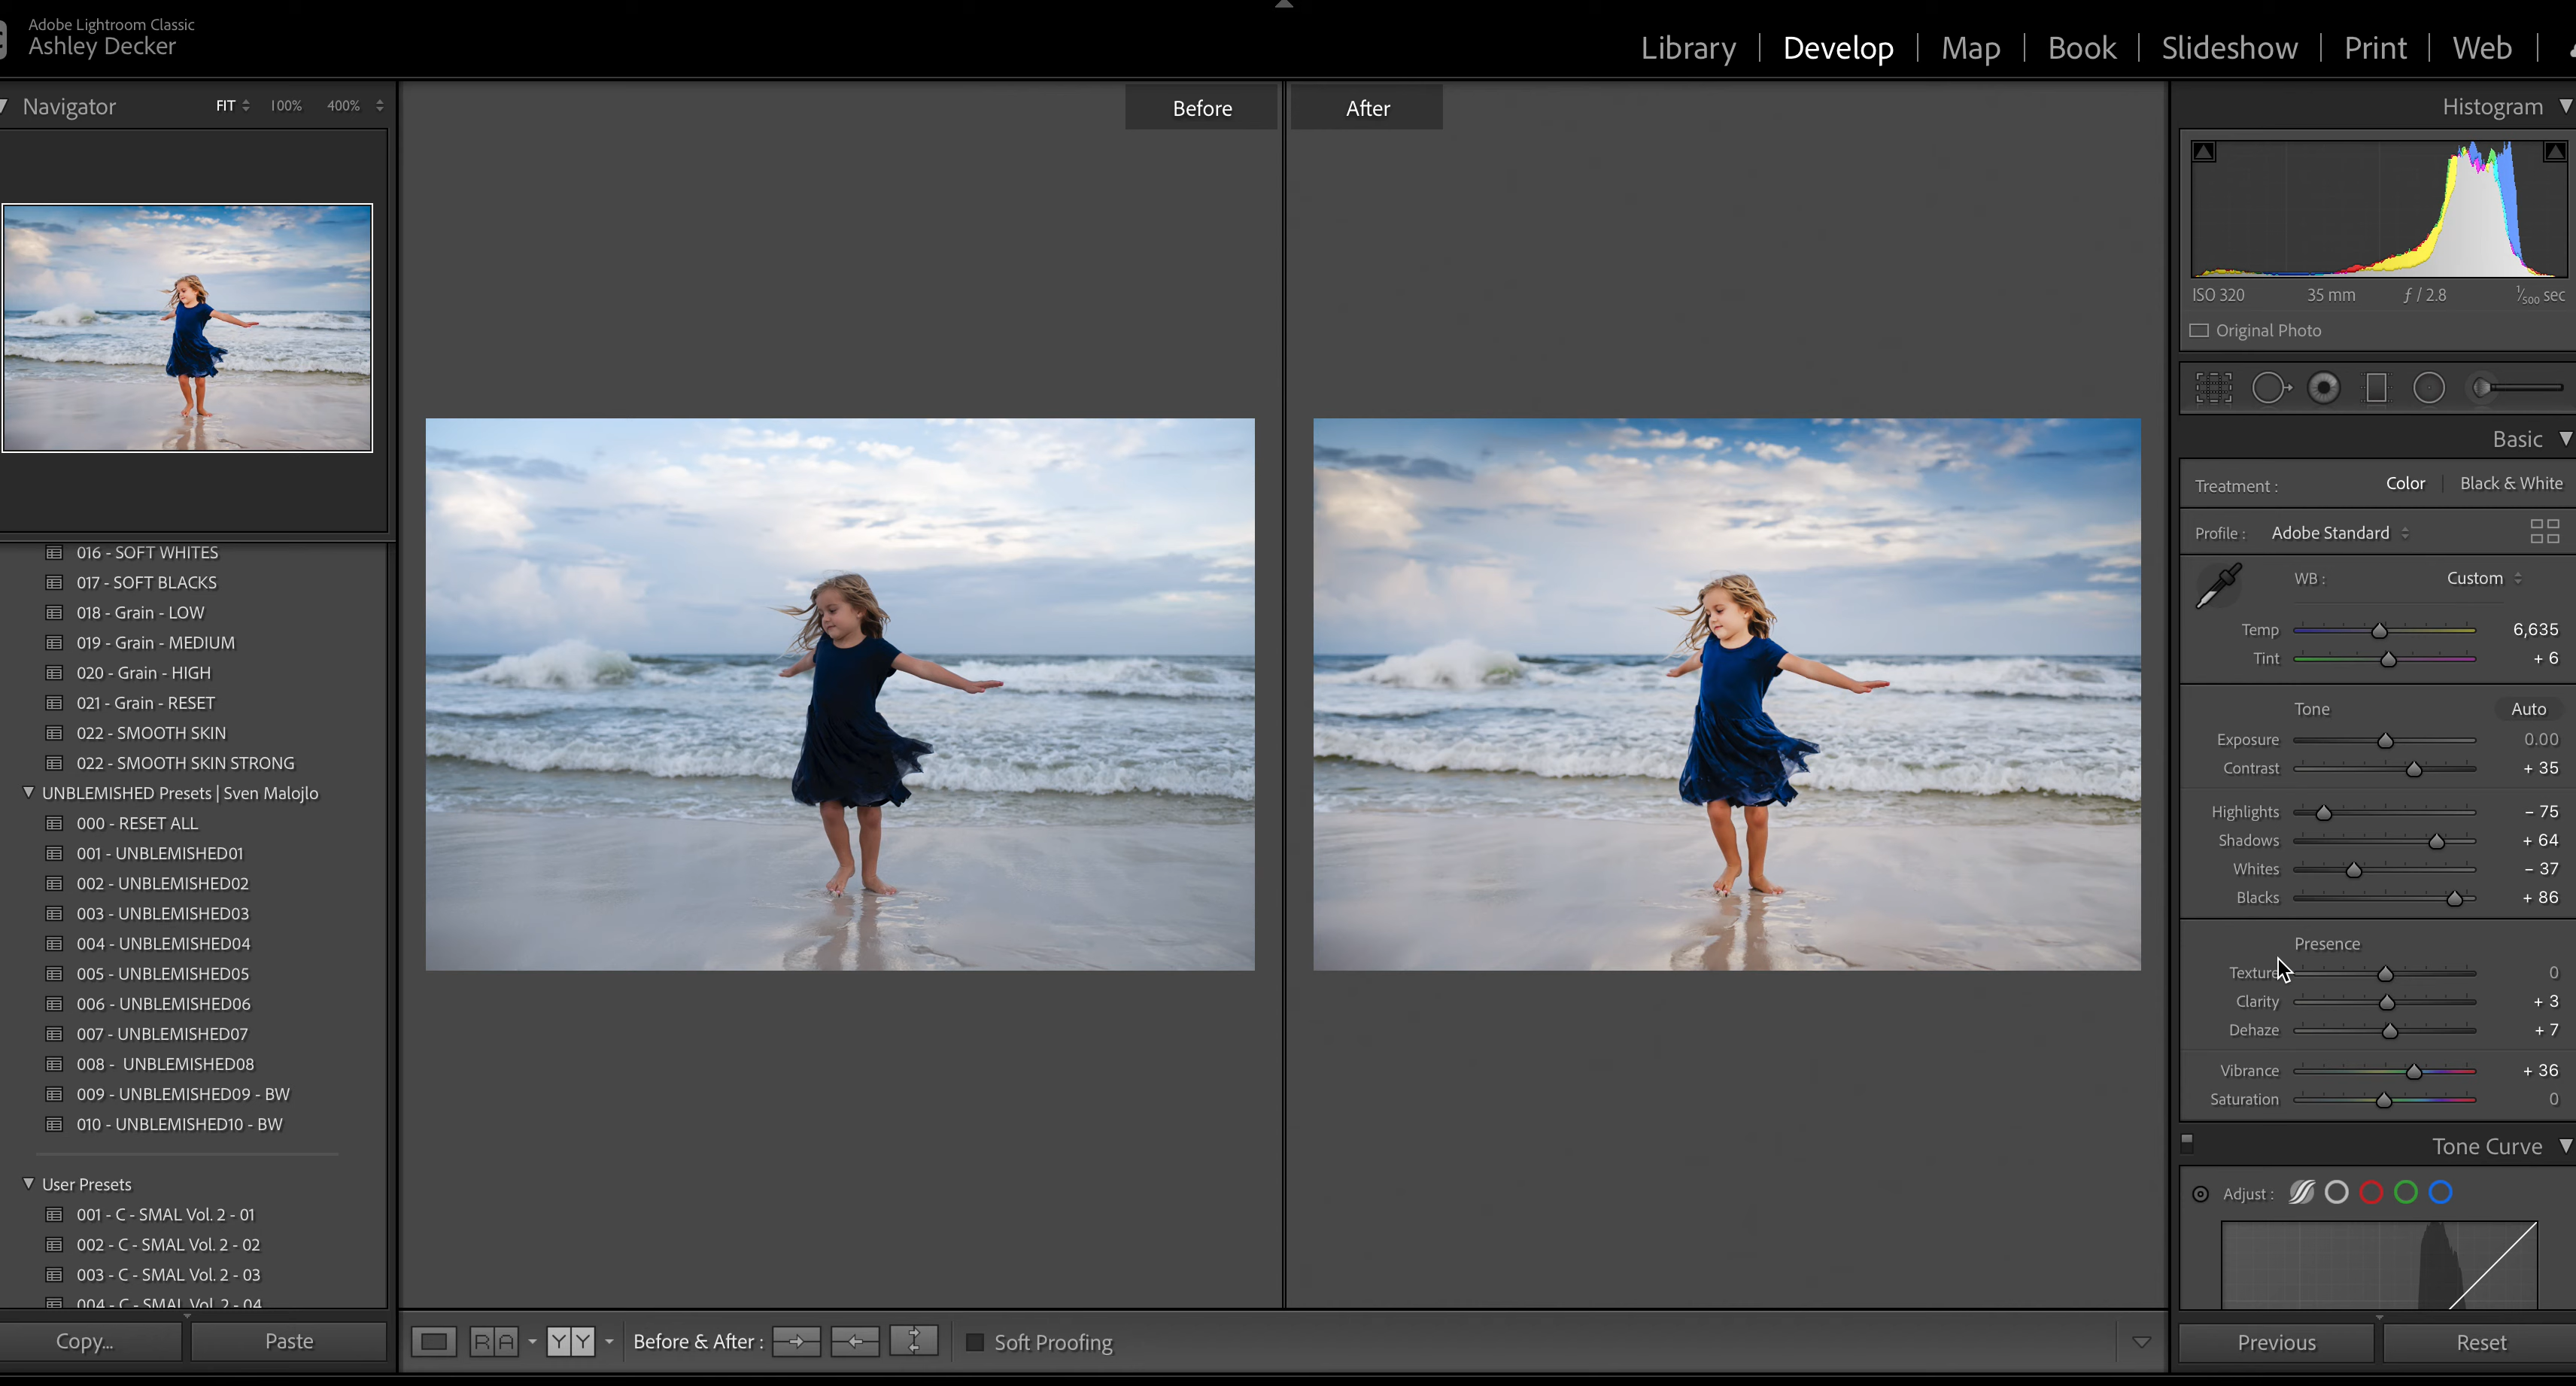 Adobe Lightroom Classic
Ashley Decker
Library | Develop | Map | Book | Slideshow | Print | Web |
Navigator FIT 100% 400%
016 - SOFT WHITES
017 - SOFT BLACKS
018 - Grain - LOW
019 - Grain - MEDIUM
020 - Grain - HIGH
021 - Grain - RESET
022 - SMOOTH SKIN
022 - SMOOTH SKIN STRONG
UNBLEMISHED Presets | Sven Malojlo
000 - RESET ALL
001 - UNBLEMISHED01
002 - UNBLEMISHED02
003 - UNBLEMISHED03
004 - UNBLEMISHED04
005 - UNBLEMISHED05
006 - UNBLEMISHED06
007 - UNBLEMISHED07
008 - UNBLEMISHED08
009 - UNBLEMISHED09 - BW
010 - UNBLEMISHED10 - BW
User Presets
001 - C - SMAL Vol. 2 - 01
002 - C - SMAL Vol. 2 - 02
003 - C - SMAL Vol. 2 - 03
004 - C - SMAL Vol. 2 - 04
Copy... Paste
Before After
RA YY Before & After : Soft Proofing
Histogram
ISO 320 35 mm ƒ / 2.8 1/500 sec
Original Photo
Basic
Treatment : Color | Black & White
Profile : Adobe Standard
WB : Custom
Temp 6,635
Tint + 6
Tone Auto
Exposure 0.00
Contrast + 35
Highlights – 75
Shadows + 64
Whites – 37
Blacks + 86
Presence
Texture 0
Clarity + 3
Dehaze + 7
Vibrance + 36
Saturation 0
Tone Curve
Adjust :
Previous Reset